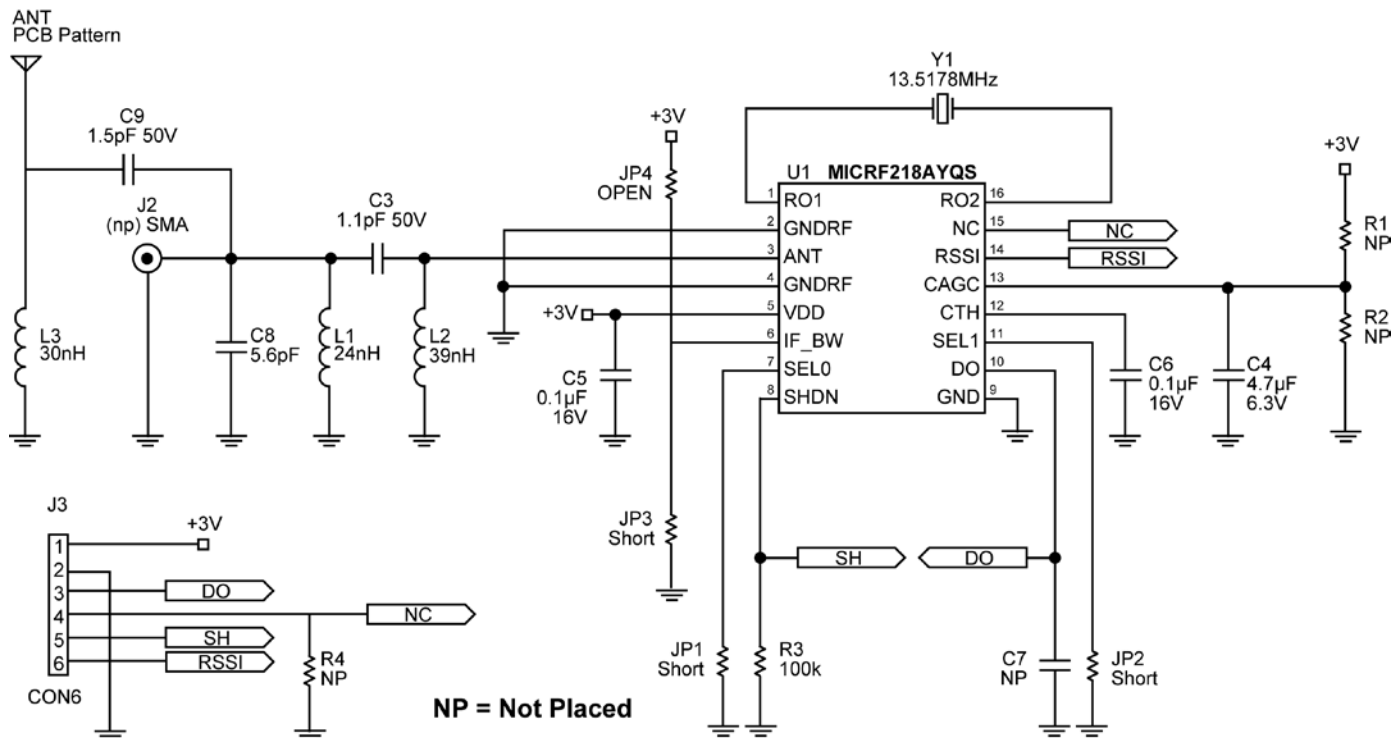 ANT
PCB Pattern
C9
1.5pF 50V
J2
(np) SMA
C3
1.1pF 50V
L3
30nH
C8
5.6pF
L1
24nH
L2
39nH
+3V
JP4
OPEN
+3V
C5
0.1µF
16V
JP3
Short
Y1
13.5178MHz
U1 MICRF218AYQS
1 RO1
2 GNDRF
3 ANT
4 GNDRF
5 VDD
6 IF_BW
7 SEL0
8 SHDN
RO2 16
NC 15
RSSI 14
CAGC 13
CTH 12
SEL1 11
DO 10
GND 9
NC
RSSI
+3V
R1
NP
R2
NP
C6
0.1µF
16V
C4
4.7µF
6.3V
SH
DO
JP1
Short
R3
100k
C7
NP
JP2
Short
J3
1
2
3
4
5
6
CON6
+3V
DO
NC
SH
RSSI
R4
NP
NP = Not Placed